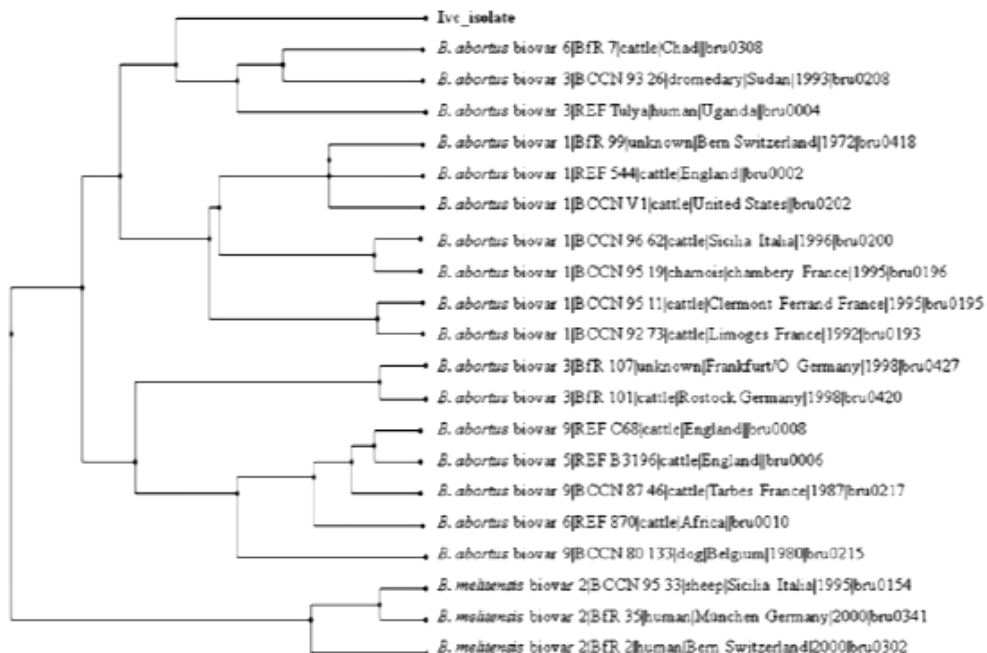 Ivc_isolate
B. abortus biovar 6|BfR 7|cattle|Chad||bru0308
B. abortus biovar 3|BCCN 93 26|dromedary|Sudan|1993|bru0208
B. abortus biovar 3|REF Tulya|human|Uganda||bru0004
B. abortus biovar 1|BfR 99|unknown|Bern Switzerland|1972|bru0418
B. abortus biovar 1|REF 544|cattle|England||bru0002
B. abortus biovar 1|BCCN V1|cattle|United States||bru0202
B. abortus biovar 1|BCCN 96 62|cattle|Sicilia Italia|1996|bru0200
B. abortus biovar 1|BCCN 95 19|chamois|chambery France|1995|bru0196
B. abortus biovar 1|BCCN 95 11|cattle|Clermont Ferrand France|1995|bru0195
B. abortus biovar 1|BCCN 92 73|cattle|Limoges France|1992|bru0193
B. abortus biovar 3|BfR 107|unknown|Frankfurt/O Germany|1998|bru0427
B. abortus biovar 3|BfR 101|cattle|Rostock Germany|1998|bru0420
B. abortus biovar 9|REF C68|cattle|England||bru0008
B. abortus biovar 5|REF B3196|cattle|England||bru0006
B. abortus biovar 9|BCCN 87 46|cattle|Tarbes France|1987|bru0217
B. abortus biovar 6|REF 870|cattle|Africa||bru0010
B. abortus biovar 9|BCCN 80 133|dog|Belgium|1980|bru0215
B. melitensis biovar 2|BCCN 95 33|sheep|Sicilia Italia|1995|bru0154
B. melitensis biovar 2|BfR 35|human|München Germany|2000|bru0341
B. melitensis biovar 2|BfR 2|human|Bern Switzerland|2000|bru0302